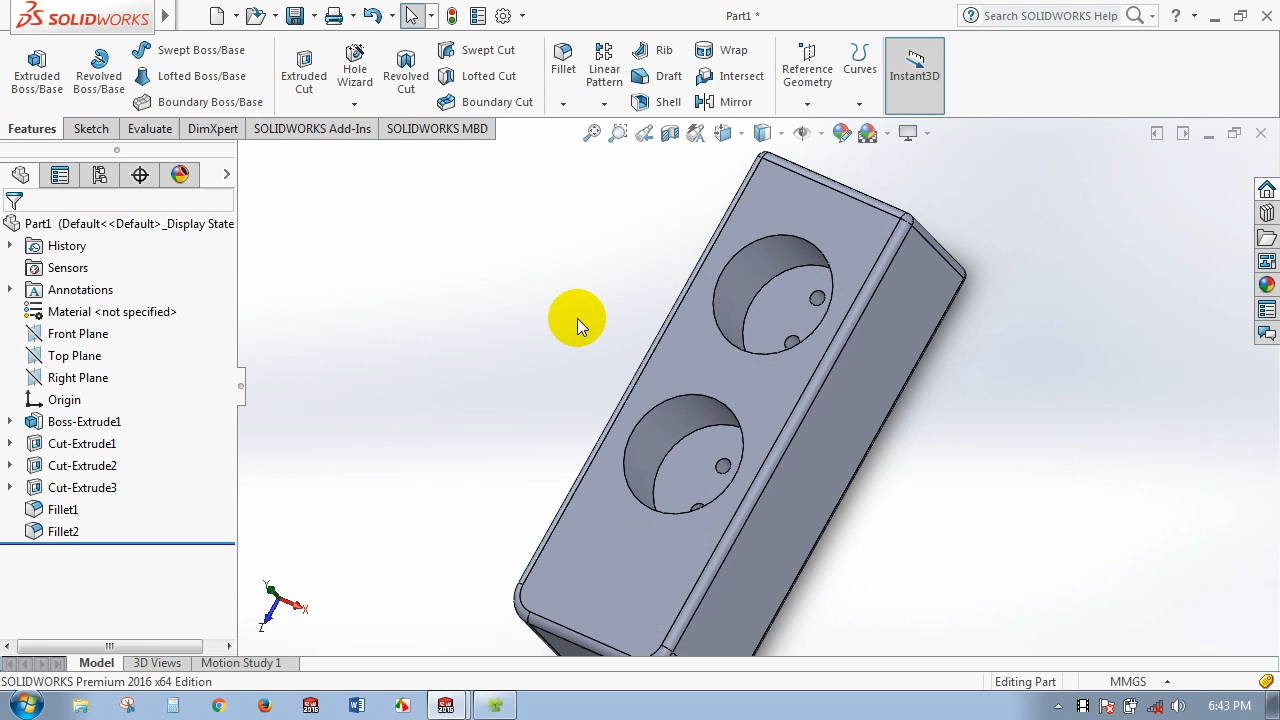 SOLIDWORKS
Part1 *
Search SOLIDWORKS Help
Extruded Boss/Base
Revolved Boss/Base
Swept Boss/Base
Lofted Boss/Base
Boundary Boss/Base
Extruded Cut
Hole Wizard
Revolved Cut
Swept Cut
Lofted Cut
Boundary Cut
Fillet
Linear Pattern
Rib
Draft
Shell
Wrap
Intersect
Mirror
Reference Geometry
Curves
Instant3D
Features
Sketch
Evaluate
DimXpert
SOLIDWORKS Add-Ins
SOLIDWORKS MBD
Part1 (Default<<Default>_Display State
History
Sensors
Annotations
Material <not specified>
Front Plane
Top Plane
Right Plane
Origin
Boss-Extrude1
Cut-Extrude1
Cut-Extrude2
Cut-Extrude3
Fillet1
Fillet2
Y
X
Z
Model
3D Views
Motion Study 1
SOLIDWORKS Premium 2016 x64 Edition
Editing Part
MMGS
6:43 PM